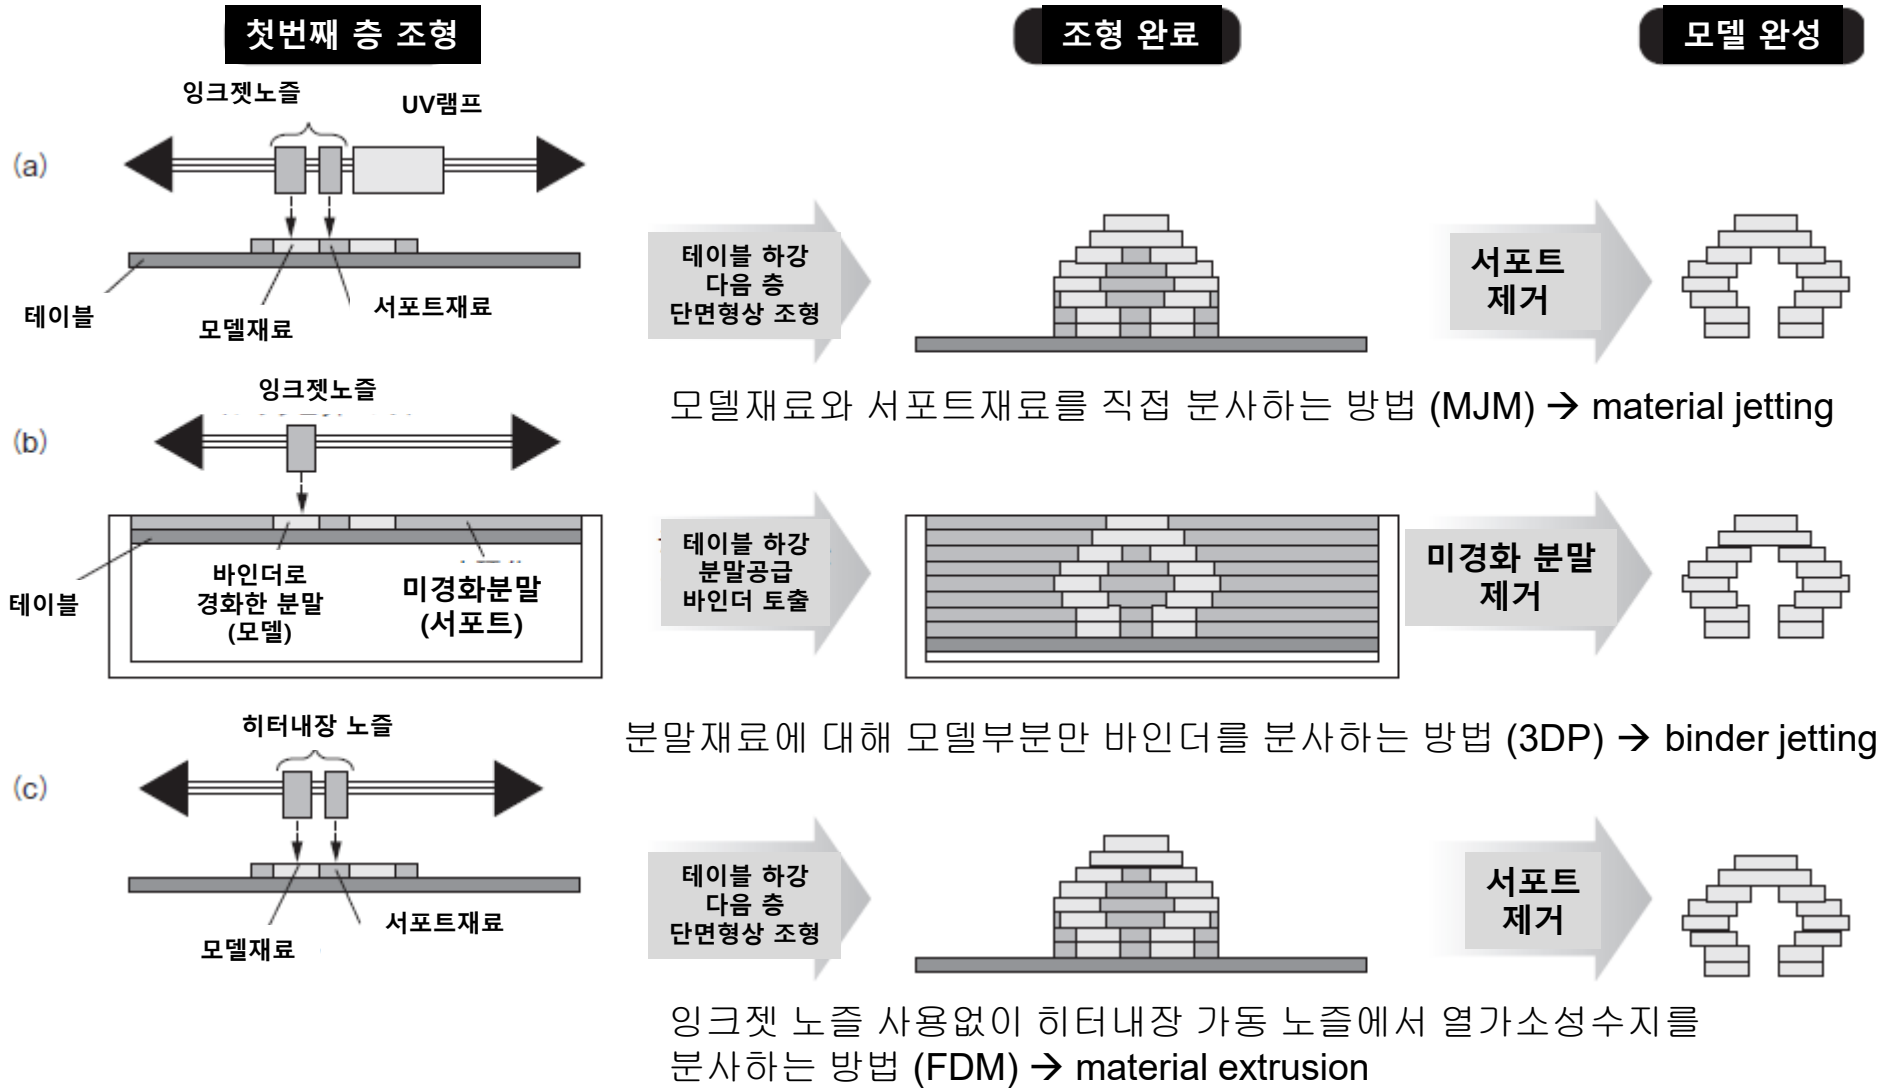 첫번째 층 조형
조형 완료
모델 완성
(a)
잉크젯노즐
UV램프
테이블
모델재료
서포트재료
테이블 하강
다음 층
단면형상 조형
서포트
제거
모델재료와 서포트재료를 직접 분사하는 방법 (MJM) → material jetting
(b)
잉크젯노즐
테이블
바인더로
경화한 분말
(모델)
미경화분말
(서포트)
테이블 하강
분말공급
바인더 토출
미경화 분말
제거
분말재료에 대해 모델부분만 바인더를 분사하는 방법 (3DP) → binder jetting
(c)
히터내장 노즐
모델재료
서포트재료
테이블 하강
다음 층
단면형상 조형
서포트
제거
잉크젯 노즐 사용없이 히터내장 가동 노즐에서 열가소성수지를
분사하는 방법 (FDM) → material extrusion